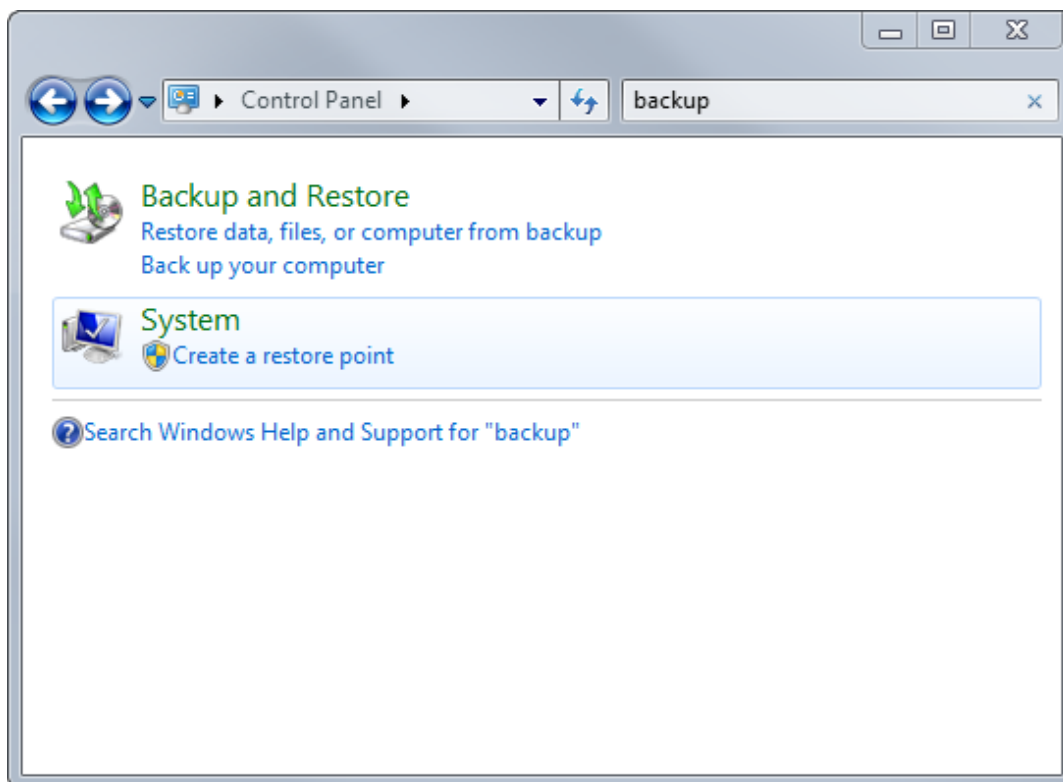 Control Panel
backup
Backup and Restore
Restore data, files, or computer from backup
Back up your computer
System
Create a restore point
Search Windows Help and Support for "backup"